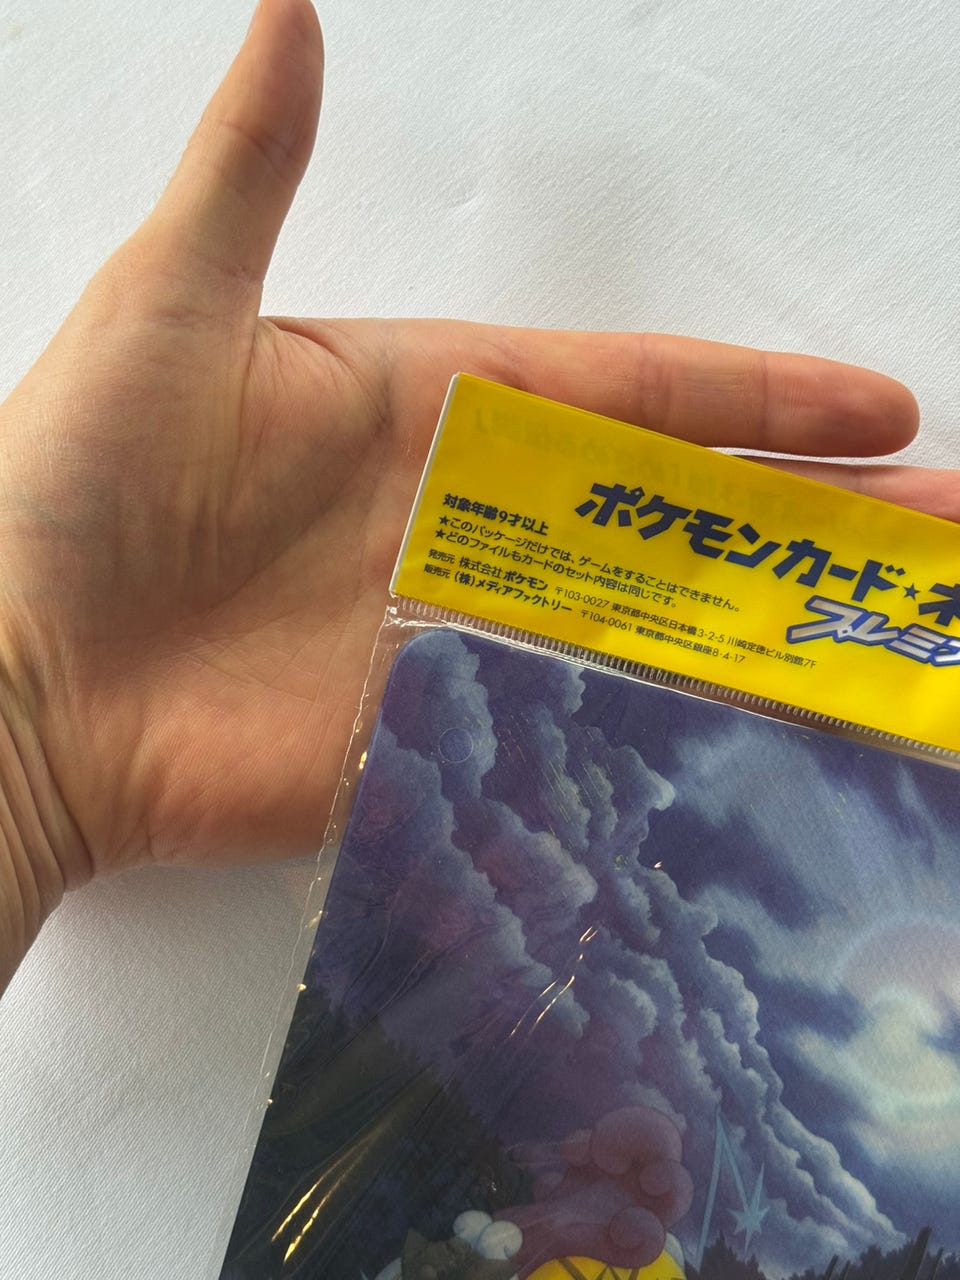 ポケモンカード★ネ
プレミア
対象年齢9才以上
★このパッケージだけでは、ゲームをすることはできません。
★どのファイルもカードのセット内容は同じです。
発売元 株式会社ポケモン 〒103-0027 東京都中央区日本橋3-2-5 川崎定徳ビル別館7F
販売元 (株)メディアファクトリー 〒104-0061 東京都中央区銀座8-4-17